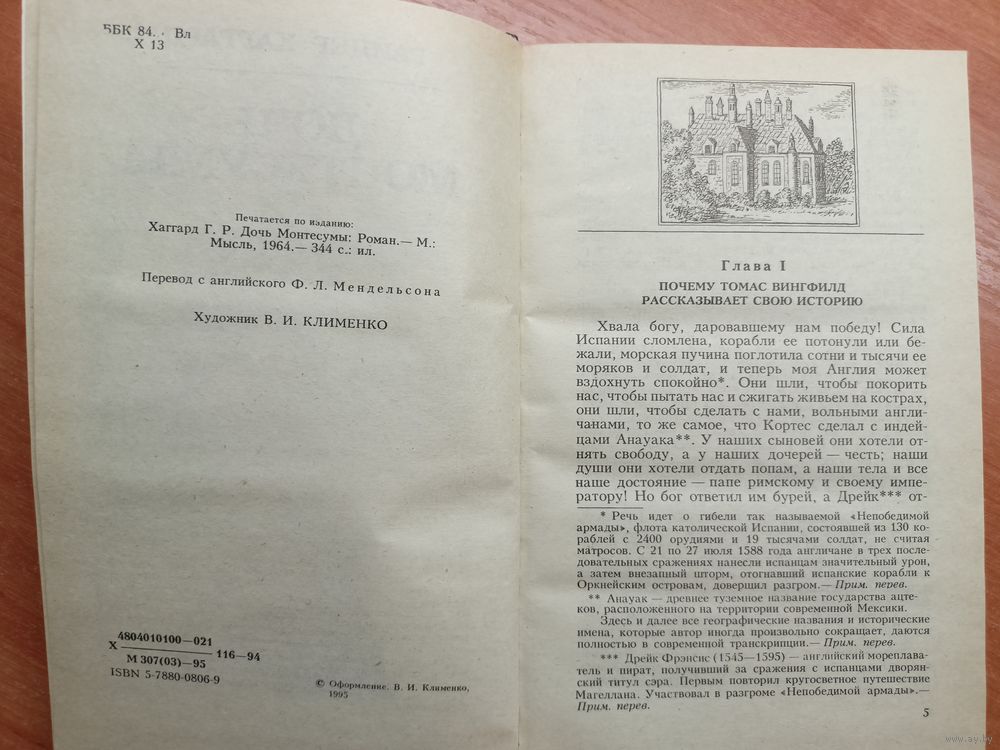 ББК 84. Вл
Х 13
Печатается по изданию:
Хаггард Г. Р. Дочь Монтесумы: Роман.— М.:
Мысль, 1964.— 344 с.: ил.
Перевод с английского Ф. Л. Мендельсона
Художник В. И. КЛИМЕНКО
4804010100—021
Х
116—94
М 307(03)—95
ISBN 5-7880-0806-9
© Оформление. В. И. Клименко,
1995
Глава I
ПОЧЕМУ ТОМАС ВИНГФИЛД
РАССКАЗЫВАЕТ СВОЮ ИСТОРИЮ
Хвала богу, даровавшему нам победу! Сила
Испании сломлена, корабли ее потонули или бе-
жали, морская пучина поглотила сотни и тысячи ее
моряков и солдат, и теперь моя Англия может
вздохнуть спокойно*. Они шли, чтобы покорить
нас, чтобы пытать нас и сжигать живьем на кострах,
они шли, чтобы сделать с нами, вольными англи-
чанами, то же самое, что Кортес сделал с индей-
цами Анауака**. У наших сыновей они хотели от-
нять свободу, а у наших дочерей — честь; наши
души они хотели отдать попам, а наши тела и все
наше достояние — папе римскому и своему импе-
ратору! Но бог ответил им бурей, а Дрейк*** от-
* Речь идет о гибели так называемой «Непобедимой
армады», флота католической Испании, состоявшей из 130 ко-
раблей с 2400 орудиями и 19 тысячами солдат, не считая
матросов. С 21 по 27 июля 1588 года англичане в трех после-
довательных сражениях нанесли испанцам значительный урон,
а затем внезапный шторм, отогнавший испанские корабли к
Оркнейским островам, довершил разгром.— Прим. перев.
** Анауак — древнее туземное название государства ацте-
ков, расположенного на территории современной Мексики.
Здесь и далее все географические названия и исторические
имена, которые автор иногда произвольно сокращает, даются
полностью в современной транскрипции.— Прим. перев.
*** Дрейк Фрэнсис (1545—1595) — английский мореплава-
тель и пират, получивший за сражения с испанцами дворян-
ский титул сэра. Первым повторил кругосветное путешествие
Магеллана. Участвовал в разгроме «Непобедимой армады».—
Прим. перев.
5
www.ay.by